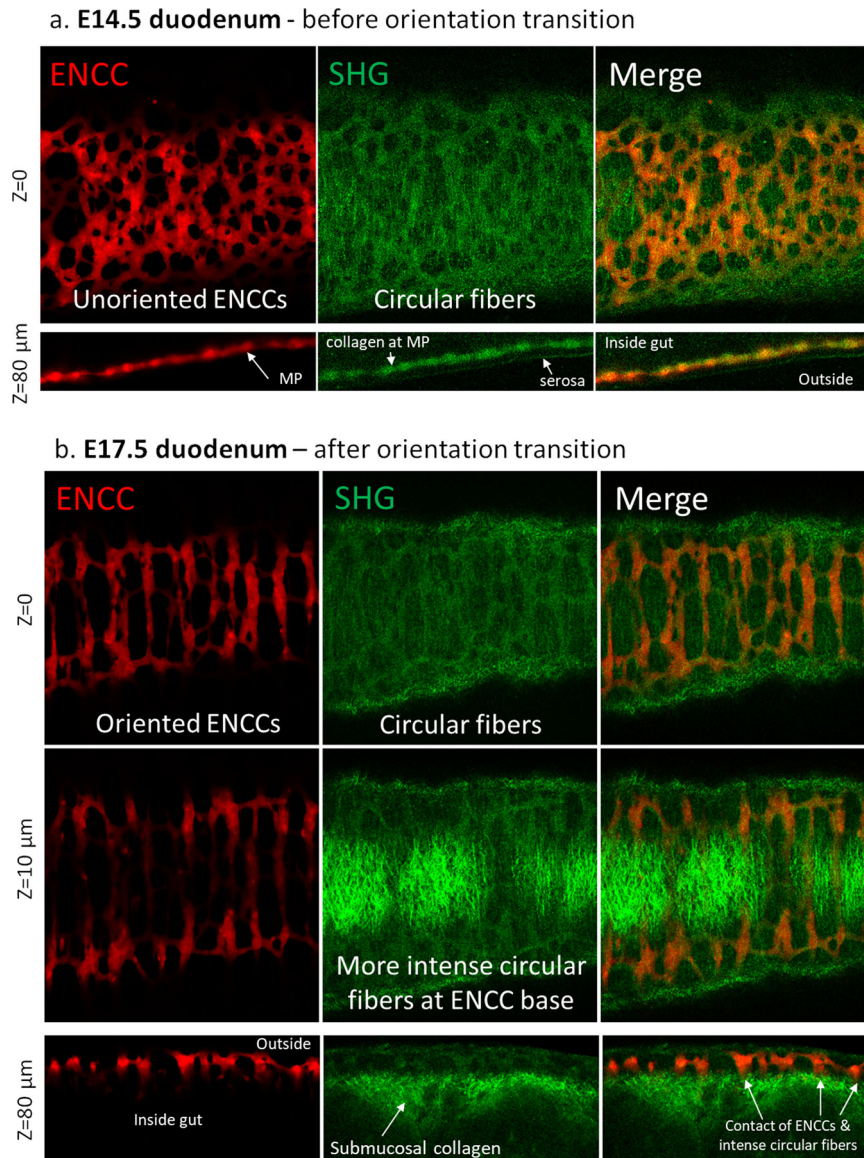 a. E14.5 duodenum - before orientation transition
ENCC
SHG
Merge
Z=0
Unoriented ENCCs
Circular fibers
Z=80 µm
MP
collagen at MP
serosa
Inside gut
Outside
b. E17.5 duodenum – after orientation transition
ENCC
SHG
Merge
Z=0
Oriented ENCCs
Circular fibers
Z=10 µm
More intense circular
fibers at ENCC base
Z=80 µm
Outside
Inside gut
Submucosal collagen
Contact of ENCCs &
intense circular fibers